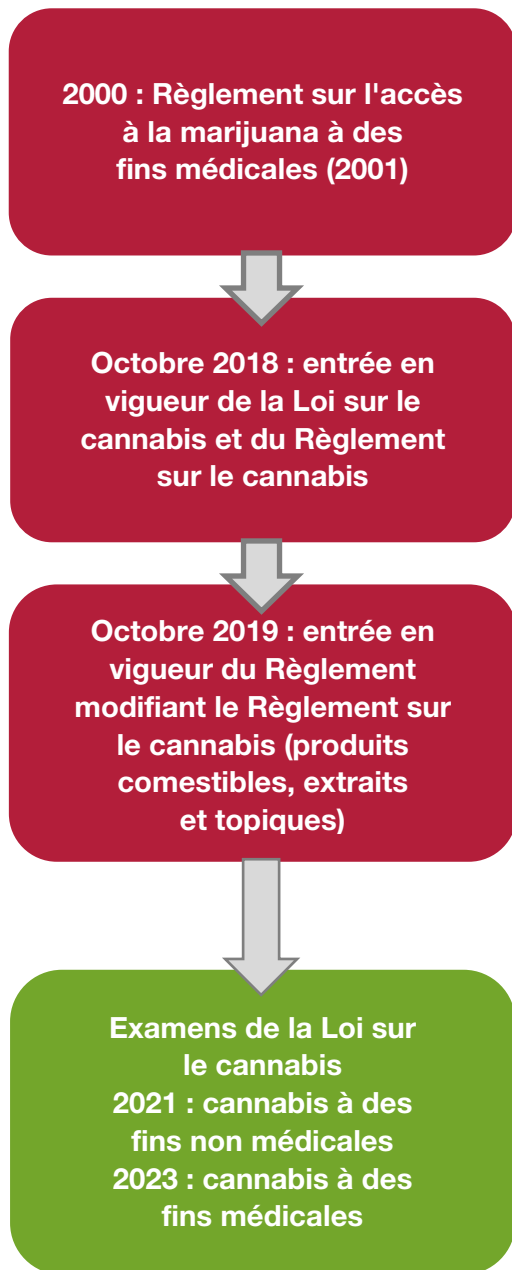 2000 : Règlement sur l'accès
à la marijuana à des
fins médicales (2001)
Octobre 2018 : entrée en
vigueur de la Loi sur le
cannabis et du Règlement
sur le cannabis
Octobre 2019 : entrée en
vigueur du Règlement
modifiant le Règlement sur
le cannabis (produits
comestibles, extraits
et topiques)
Examens de la Loi sur
le cannabis
2021 : cannabis à des
fins non médicales
2023 : cannabis à des
fins médicales